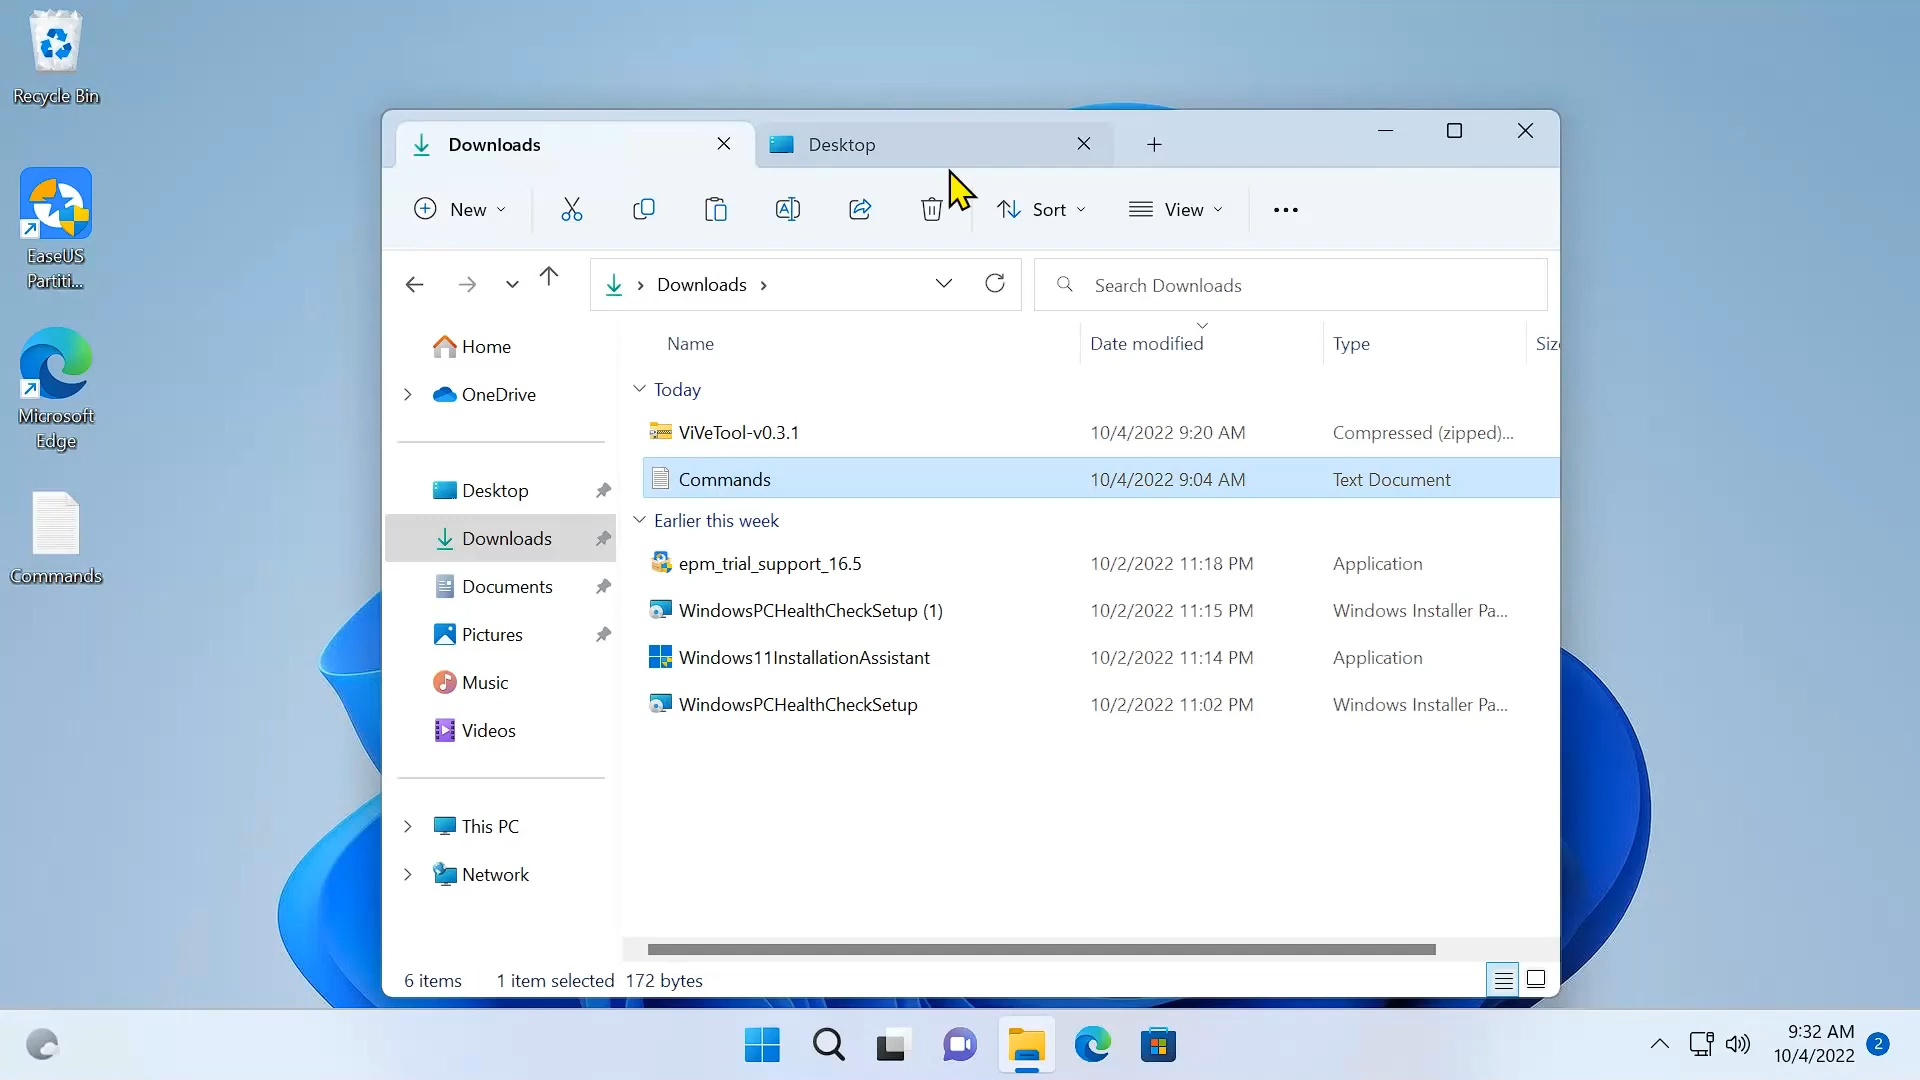 Recycle Bin
EaseUS
Partiti...
Microsoft
Edge
Commands
Downloads
Desktop
New
Sort
View
Downloads
Search Downloads
Home
OneDrive
Desktop
Downloads
Documents
Pictures
Music
Videos
This PC
Network
Name Date modified Type Siz
Today
ViVeTool-v0.3.1 10/4/2022 9:20 AM Compressed (zipped)...
Commands 10/4/2022 9:04 AM Text Document
Earlier this week
epm_trial_support_16.5 10/2/2022 11:18 PM Application
WindowsPCHealthCheckSetup (1) 10/2/2022 11:15 PM Windows Installer Pa...
Windows11InstallationAssistant 10/2/2022 11:14 PM Application
WindowsPCHealthCheckSetup 10/2/2022 11:02 PM Windows Installer Pa...
6 items 1 item selected 172 bytes
9:32 AM
10/4/2022
2